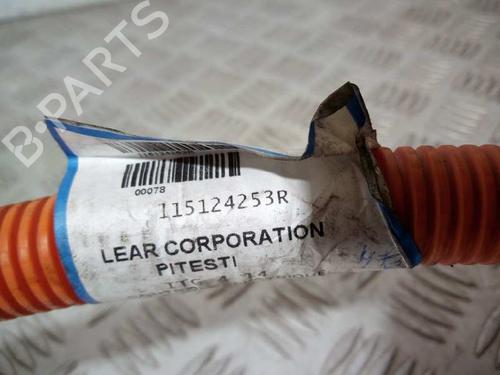 B-PARTS
00078
115124253R
LEAR CORPORATION
PITESTI